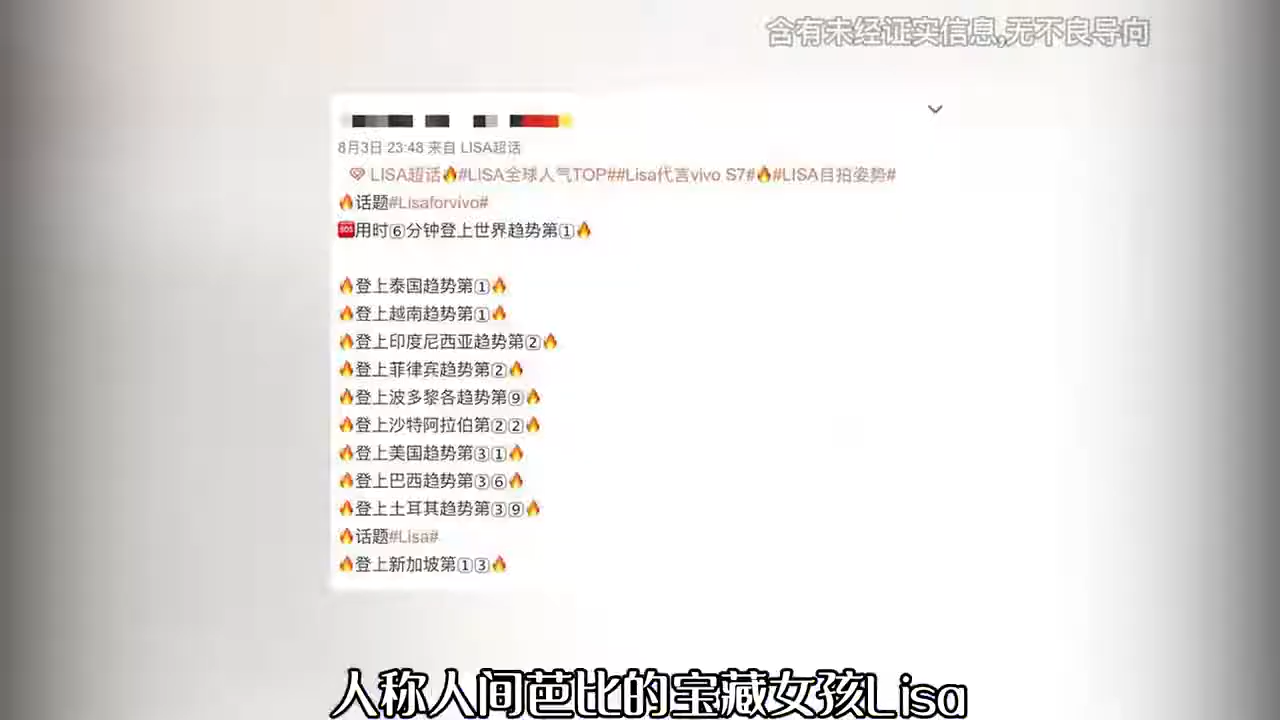 含有未经证实信息,无不良导向
8月3日 23:48 来自 LISA超话
LISA超话🔥#LISA全球人气TOP##Lisa代言vivo S7#🔥#LISA目拍姿势#
🔥话题#Lisaforvivo#
🆘用时⑥分钟登上世界趋势第①🔥
🔥登上泰国趋势第①🔥
🔥登上越南趋势第①🔥
🔥登上印度尼西亚趋势第②🔥
🔥登上菲律宾趋势第②🔥
🔥登上波多黎各趋势第⑨🔥
🔥登上沙特阿拉伯第②②🔥
🔥登上美国趋势第③①🔥
🔥登上巴西趋势第③⑥🔥
🔥登上土耳其趋势第③⑨🔥
🔥话题#Lisa#
🔥登上新加坡第①③🔥
人称人间芭比的宝藏女孩Lisa